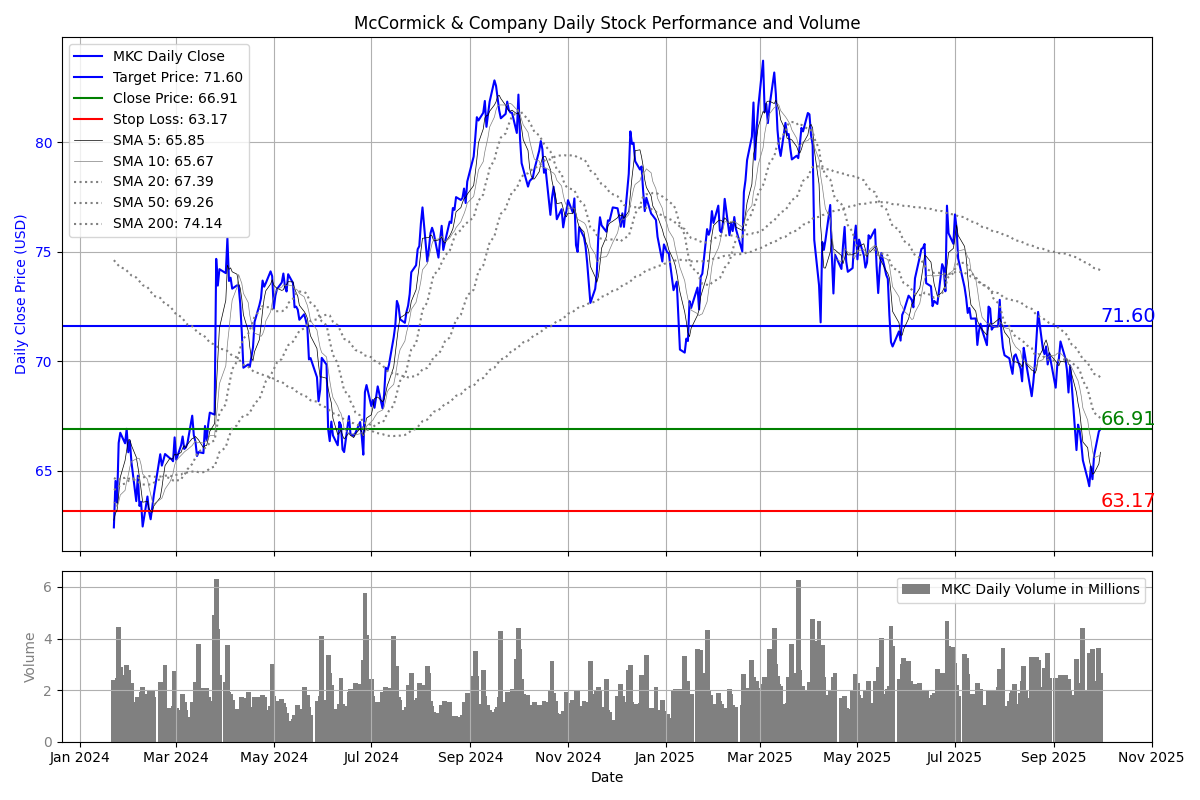 McCormick & Company Daily Stock Performance and Volume
MKC Daily Close
Target Price: 71.60
Close Price: 66.91
Stop Loss: 63.17
SMA 5: 65.85
SMA 10: 65.67
SMA 20: 67.39
SMA 50: 69.26
SMA 200: 74.14
Daily Close Price (USD)
80
75
70
65
71.60
66.91
63.17
MKC Daily Volume in Millions
Volume
6
4
2
0
Jan 2024 Mar 2024 May 2024 Jul 2024 Sep 2024 Nov 2024 Jan 2025 Mar 2025 May 2025 Jul 2025 Sep 2025 Nov 2025
Date